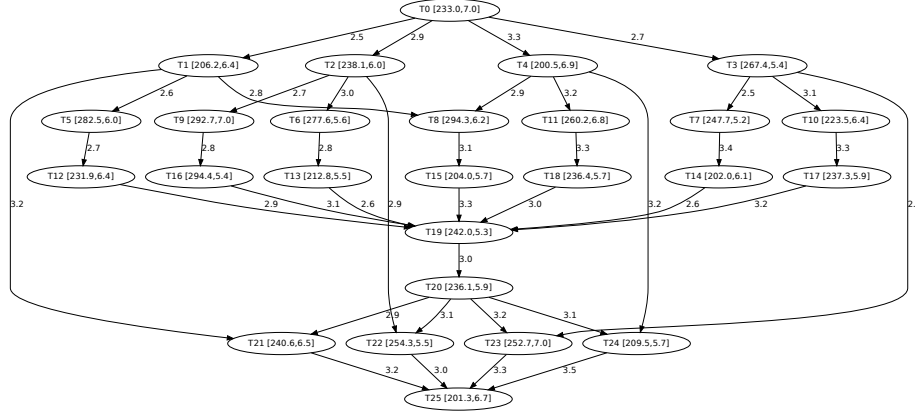 T0 [233.0,7.0]
2.5
2.9
3.3
2.7
T1 [206.2,6.4]
T2 [238.1,6.0]
T4 [200.5,6.9]
T3 [267.4,5.4]
2.6
2.8
2.7
3.0
2.9
3.2
2.5
3.1
T5 [282.5,6.0]
T9 [292.7,7.0]
T6 [277.6,5.6]
T8 [294.3,6.2]
T11 [260.2,6.8]
T7 [247.7,5.2]
T10 [223.5,6.4]
2.7
2.8
2.8
3.1
3.3
3.4
3.3
T12 [231.9,6.4]
T16 [294.4,5.4]
T13 [212.8,5.5]
T15 [204.0,5.7]
T18 [236.4,5.7]
T14 [202.0,6.1]
T17 [237.3,5.9]
3.2
2.9
3.1
2.6
2.9
3.3
3.0
3.2
2.6
3.2
T19 [242.0,5.3]
3.0
T20 [236.1,5.9]
2.9
3.1
3.2
3.1
T21 [240.6,6.5]
T22 [254.3,5.5]
T23 [252.7,7.0]
T24 [209.5,5.7]
3.2
3.0
3.3
3.5
T25 [201.3,6.7]